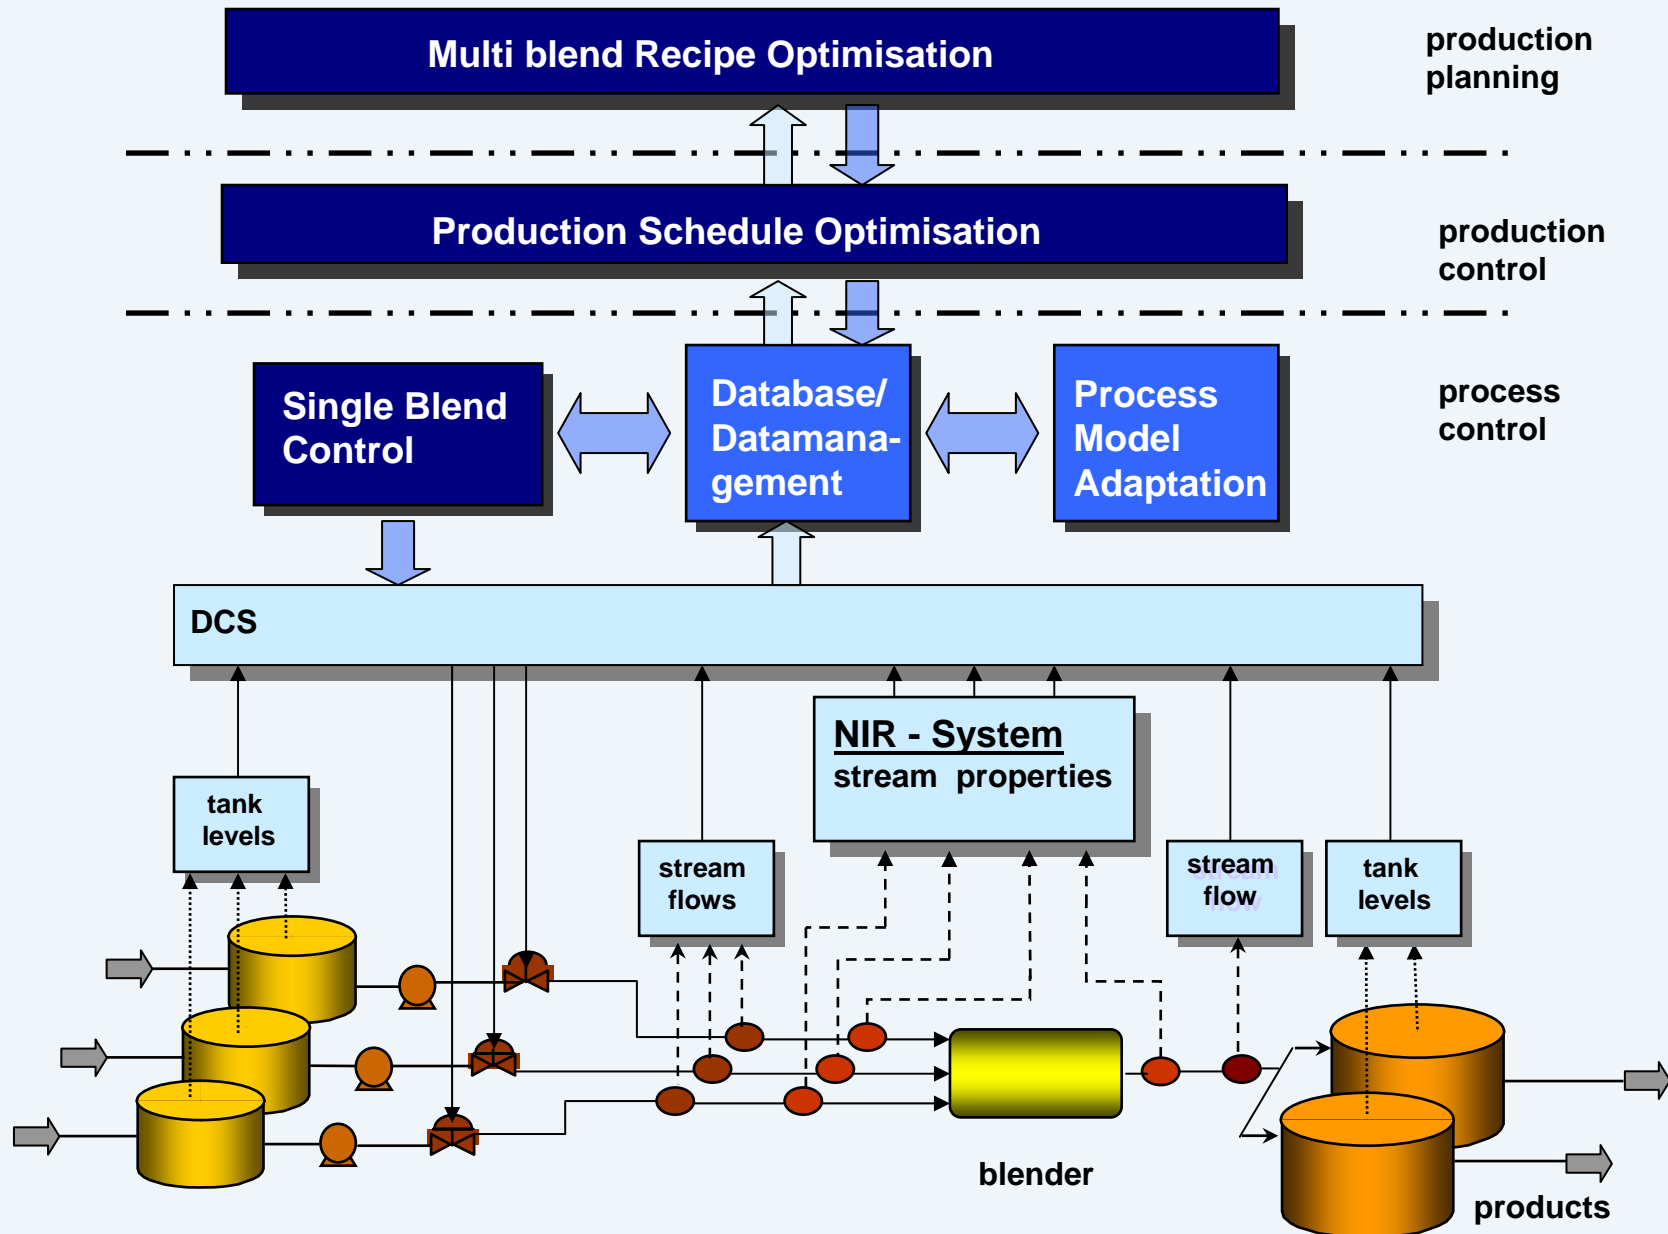 Multi blend Recipe Optimisation
production
planning
Production Schedule Optimisation
production
control
Single Blend
Control
Database/
Datamana-
gement
Process
Model
Adaptation
process
control
DCS
NIR - System
stream properties
tank
levels
stream
flows
stream
flow
tank
levels
blender
products